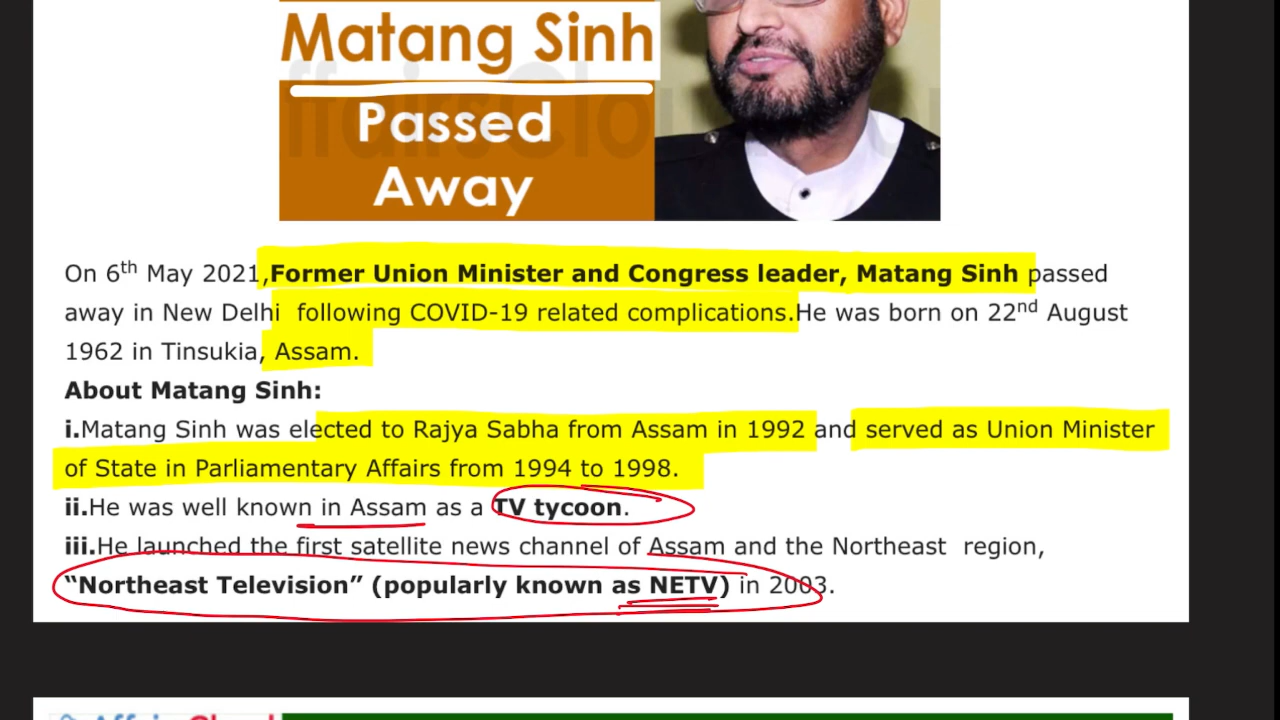 Matang Sinh
Passed
Away
On 6th May 2021,Former Union Minister and Congress leader, Matang Sinh passed
away in New Delhi following COVID-19 related complications.He was born on 22nd August
1962 in Tinsukia, Assam.
About Matang Sinh:
i.Matang Sinh was elected to Rajya Sabha from Assam in 1992 and served as Union Minister
of State in Parliamentary Affairs from 1994 to 1998.
ii.He was well known in Assam as a TV tycoon.
iii.He launched the first satellite news channel of Assam and the Northeast region,
“Northeast Television” (popularly known as NETV) in 2003.